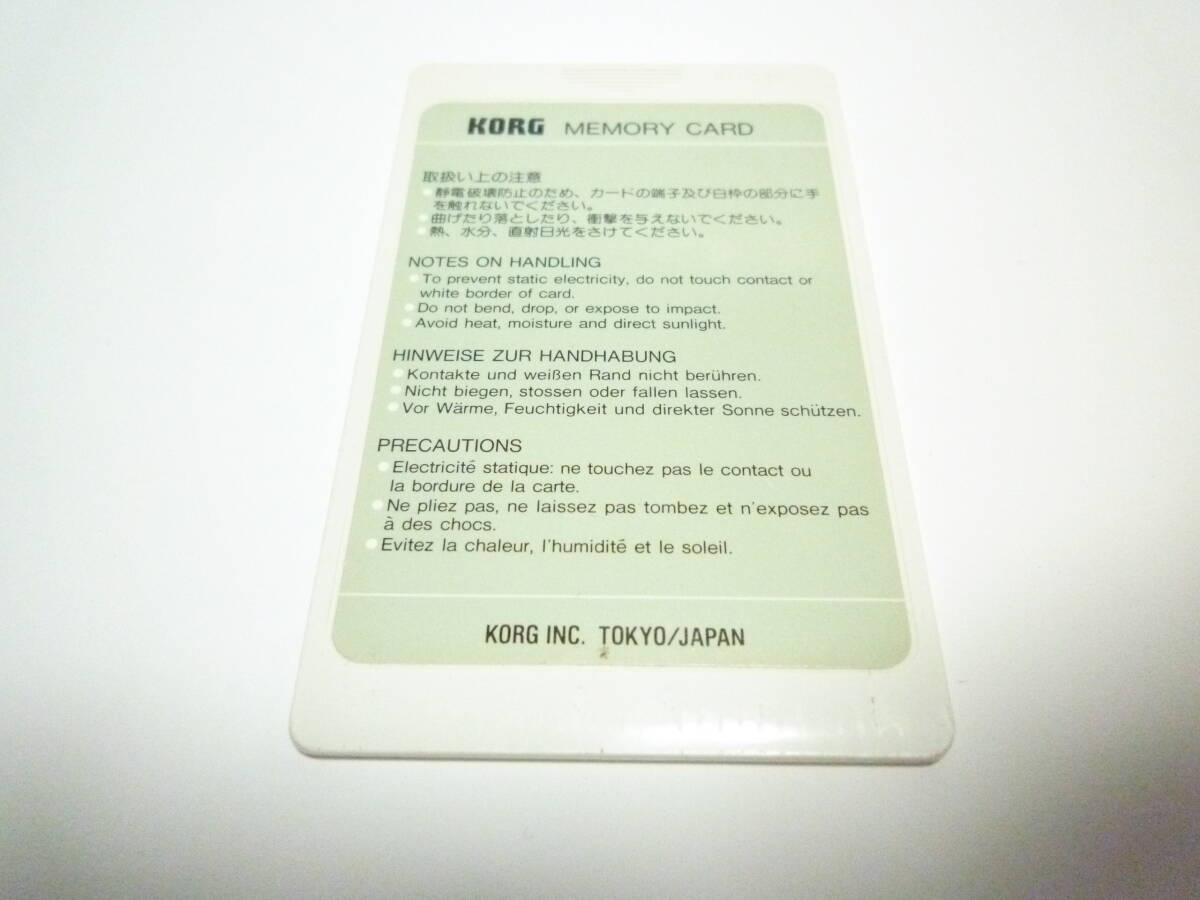 KORG MEMORY CARD
取扱い上の注意
静電破壊防止のため、カードの端子及び白枠の部分に手
を触れないでください。
曲げたり落としたり、衝撃を与えないでください。
熱、水分、直射日光をさけてください。
NOTES ON HANDLING
To prevent static electricity, do not touch contact or
white border of card.
Do not bend, drop, or expose to impact.
Avoid heat, moisture and direct sunlight.
HINWEISE ZUR HANDHABUNG
Kontakte und weißen Rand nicht berühren.
Nicht biegen, stossen oder fallen lassen.
Vor Wärme, Feuchtigkeit und direkter Sonne schützen.
PRECAUTIONS
Electricité statique: ne touchez pas le contact ou
la bordure de la carte.
Ne pliez pas, ne laissez pas tombez et n'exposez pas
à des chocs.
Evitez la chaleur, l'humidité et le soleil.
KORG INC. TOKYO/JAPAN